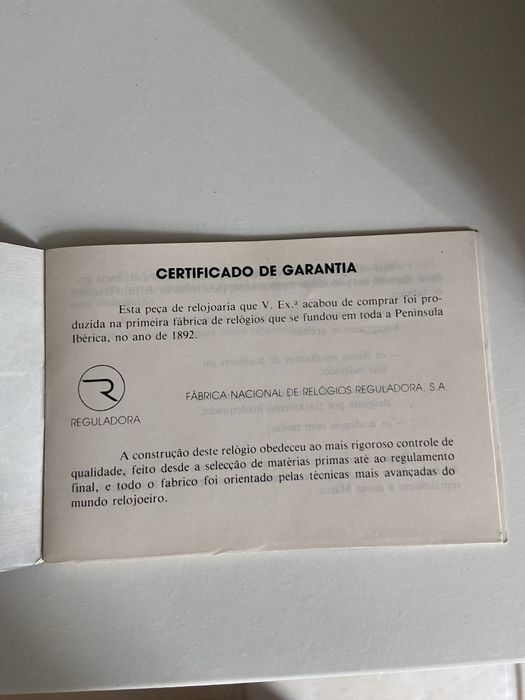 CERTIFICADO DE GARANTIA
Esta peça de relojoaria que V. Ex.ª acabou de comprar foi pro-
duzida na primeira fábrica de relógios que se fundou em toda a Peninsula
Ibérica, no ano de 1892.
R
REGULADORA
FÁBRICA NACIONAL DE RELÓGIOS REGULADORA, S.A.
A construção deste relógio obedeceu ao mais rigoroso controle de
qualidade, feito desde a selecção de matérias primas até ao regulamento
final, e todo o fabrico foi orientado pelas técnicas mais avançadas do
mundo relojoeiro.